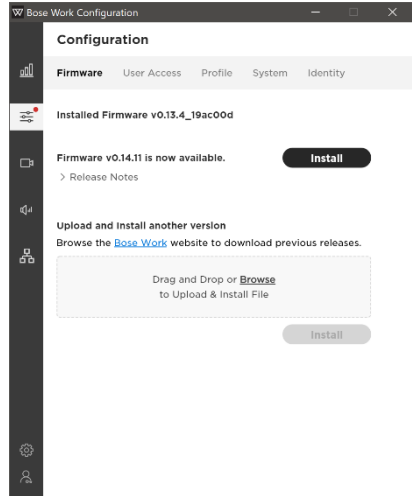 Bose Work Configuration
Configuration
Firmware User Access Profile System Identity
Installed Firmware v0.13.4_19ac00d
Firmware v0.14.11 is now available. Install
> Release Notes
Upload and Install another version
Browse the Bose Work website to download previous releases.
Drag and Drop or Browse
to Upload & Install File
Install